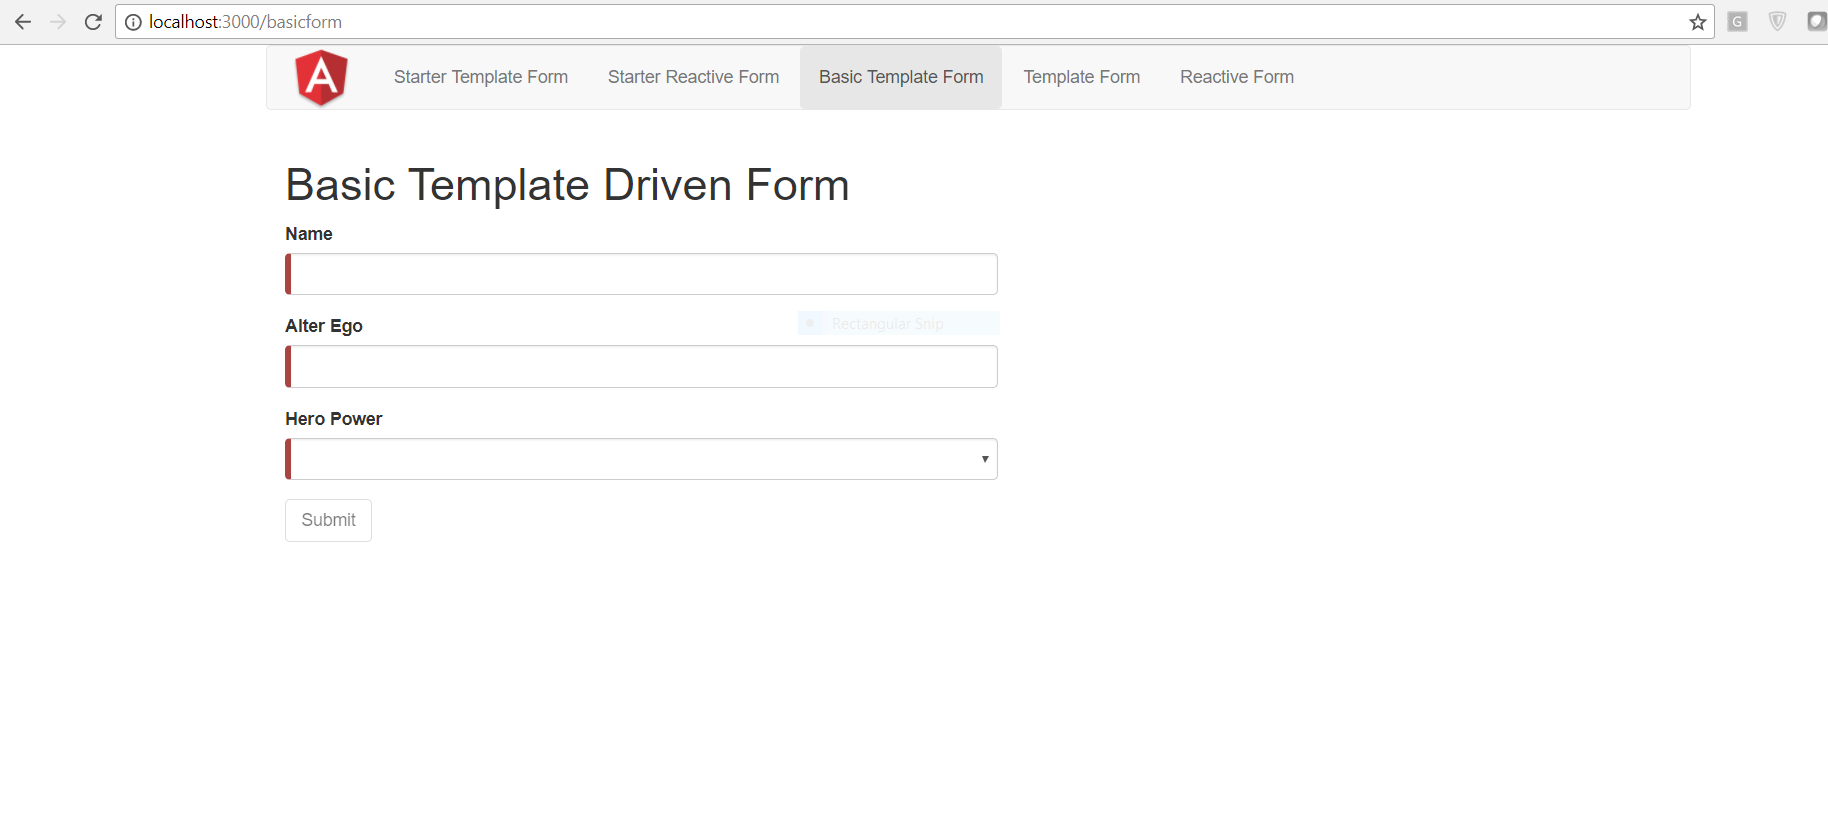 localhost:3000/basicform
G
A
Starter Template Form Starter Reactive Form Basic Template Form Template Form Reactive Form
Basic Template Driven Form
Name
Alter Ego
Rectangular Snip
Hero Power
Submit